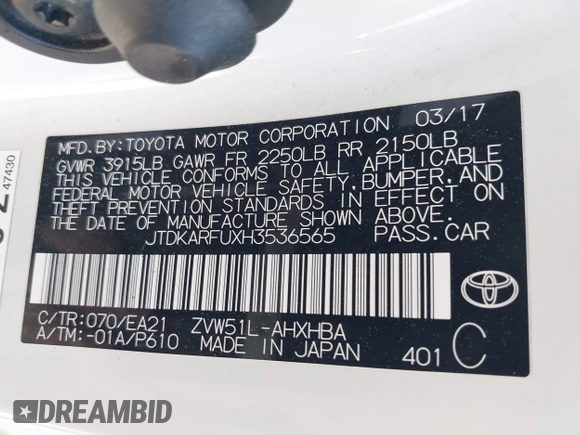 MFD. BY: TOYOTA MOTOR CORPORATION 03/17
GVWR 3915LB GAWR FR 2250LB RR 2150LB
THIS VEHICLE CONFORMS TO ALL APPLICABLE
FEDERAL MOTOR VEHICLE SAFETY, BUMPER, AND
THEFT PREVENTION STANDARDS IN EFFECT ON
THE DATE OF MANUFACTURE SHOWN ABOVE.
JTDKARFUXH3536565 PASS.CAR
C/TR:070/EA21 ZVW51L-AHXHBA
A/TM:-01A/P610 MADE IN JAPAN 401 C
TOYOTA
47430
DREAMBID